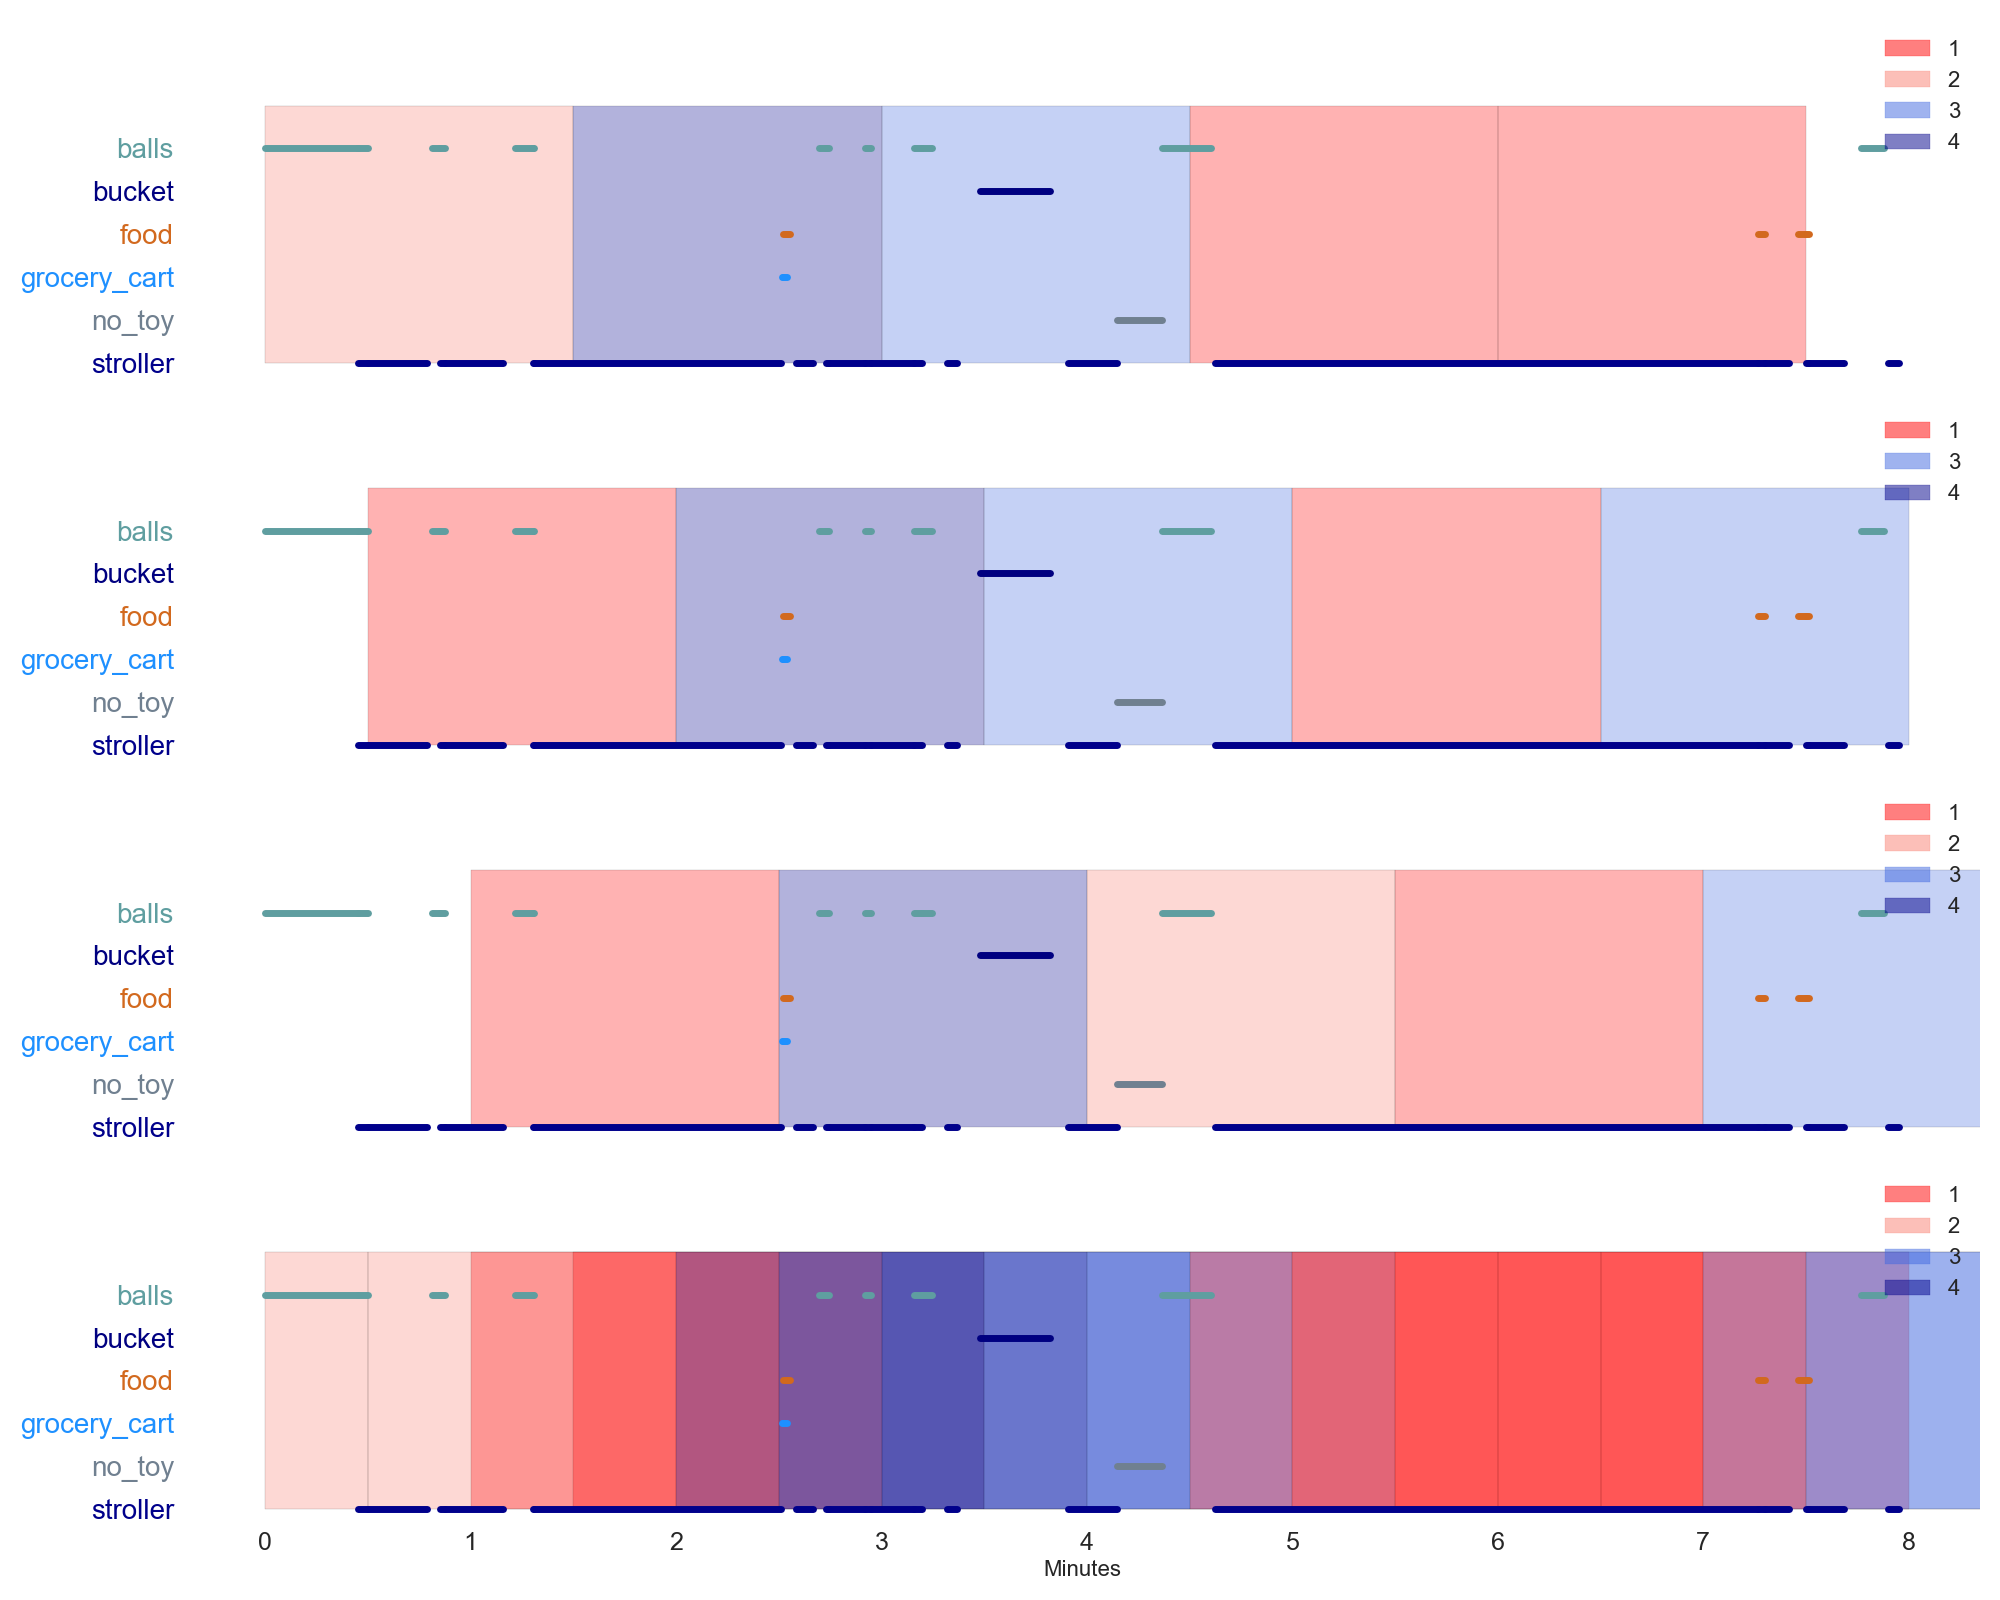 1
2
3
4
balls
bucket
food
grocery_cart
no_toy
stroller
1
3
4
balls
bucket
food
grocery_cart
no_toy
stroller
1
2
3
4
balls
bucket
food
grocery_cart
no_toy
stroller
1
2
3
4
balls
bucket
food
grocery_cart
no_toy
stroller
0 1 2 3 4 5 6 7 8
Minutes